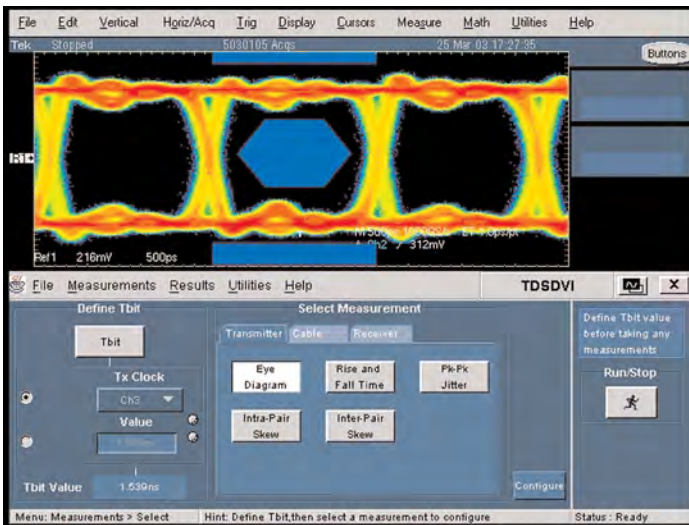 File Edit Vertical Horiz/Acq Trig Display Cursors Measure Math Utilities Help
Tek Stopped 5030105 Acqs 25 Mar 03 17:27:35
Buttons
Ref1 216mV 500ps
Ch2 312mV
File Measurements Results Utilities Help TDSDVI X
Define Tbit
Tbit
Tx Clock
Ch3
Value
Tbit Value 1.539ns
Select Measurement
Transmitter Cable Receiver
Eye Diagram
Rise and Fall Time
Pk-Pk Jitter
Intra-Pair Skew
Inter-Pair Skew
Configure
Define Tbit value
before taking any
measurements
Run/Stop
Menu: Measurements > Select Hint: Define Tbit,then select a measurement to configure Status : Ready